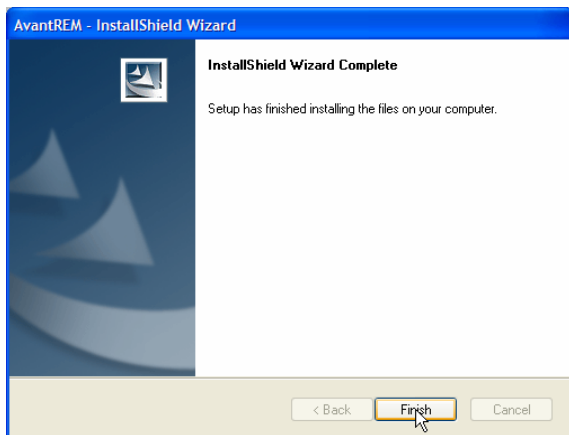 AvantREM - InstallShield Wizard
InstallShield Wizard Complete
Setup has finished installing the files on your computer.
< Back
Finish
Cancel